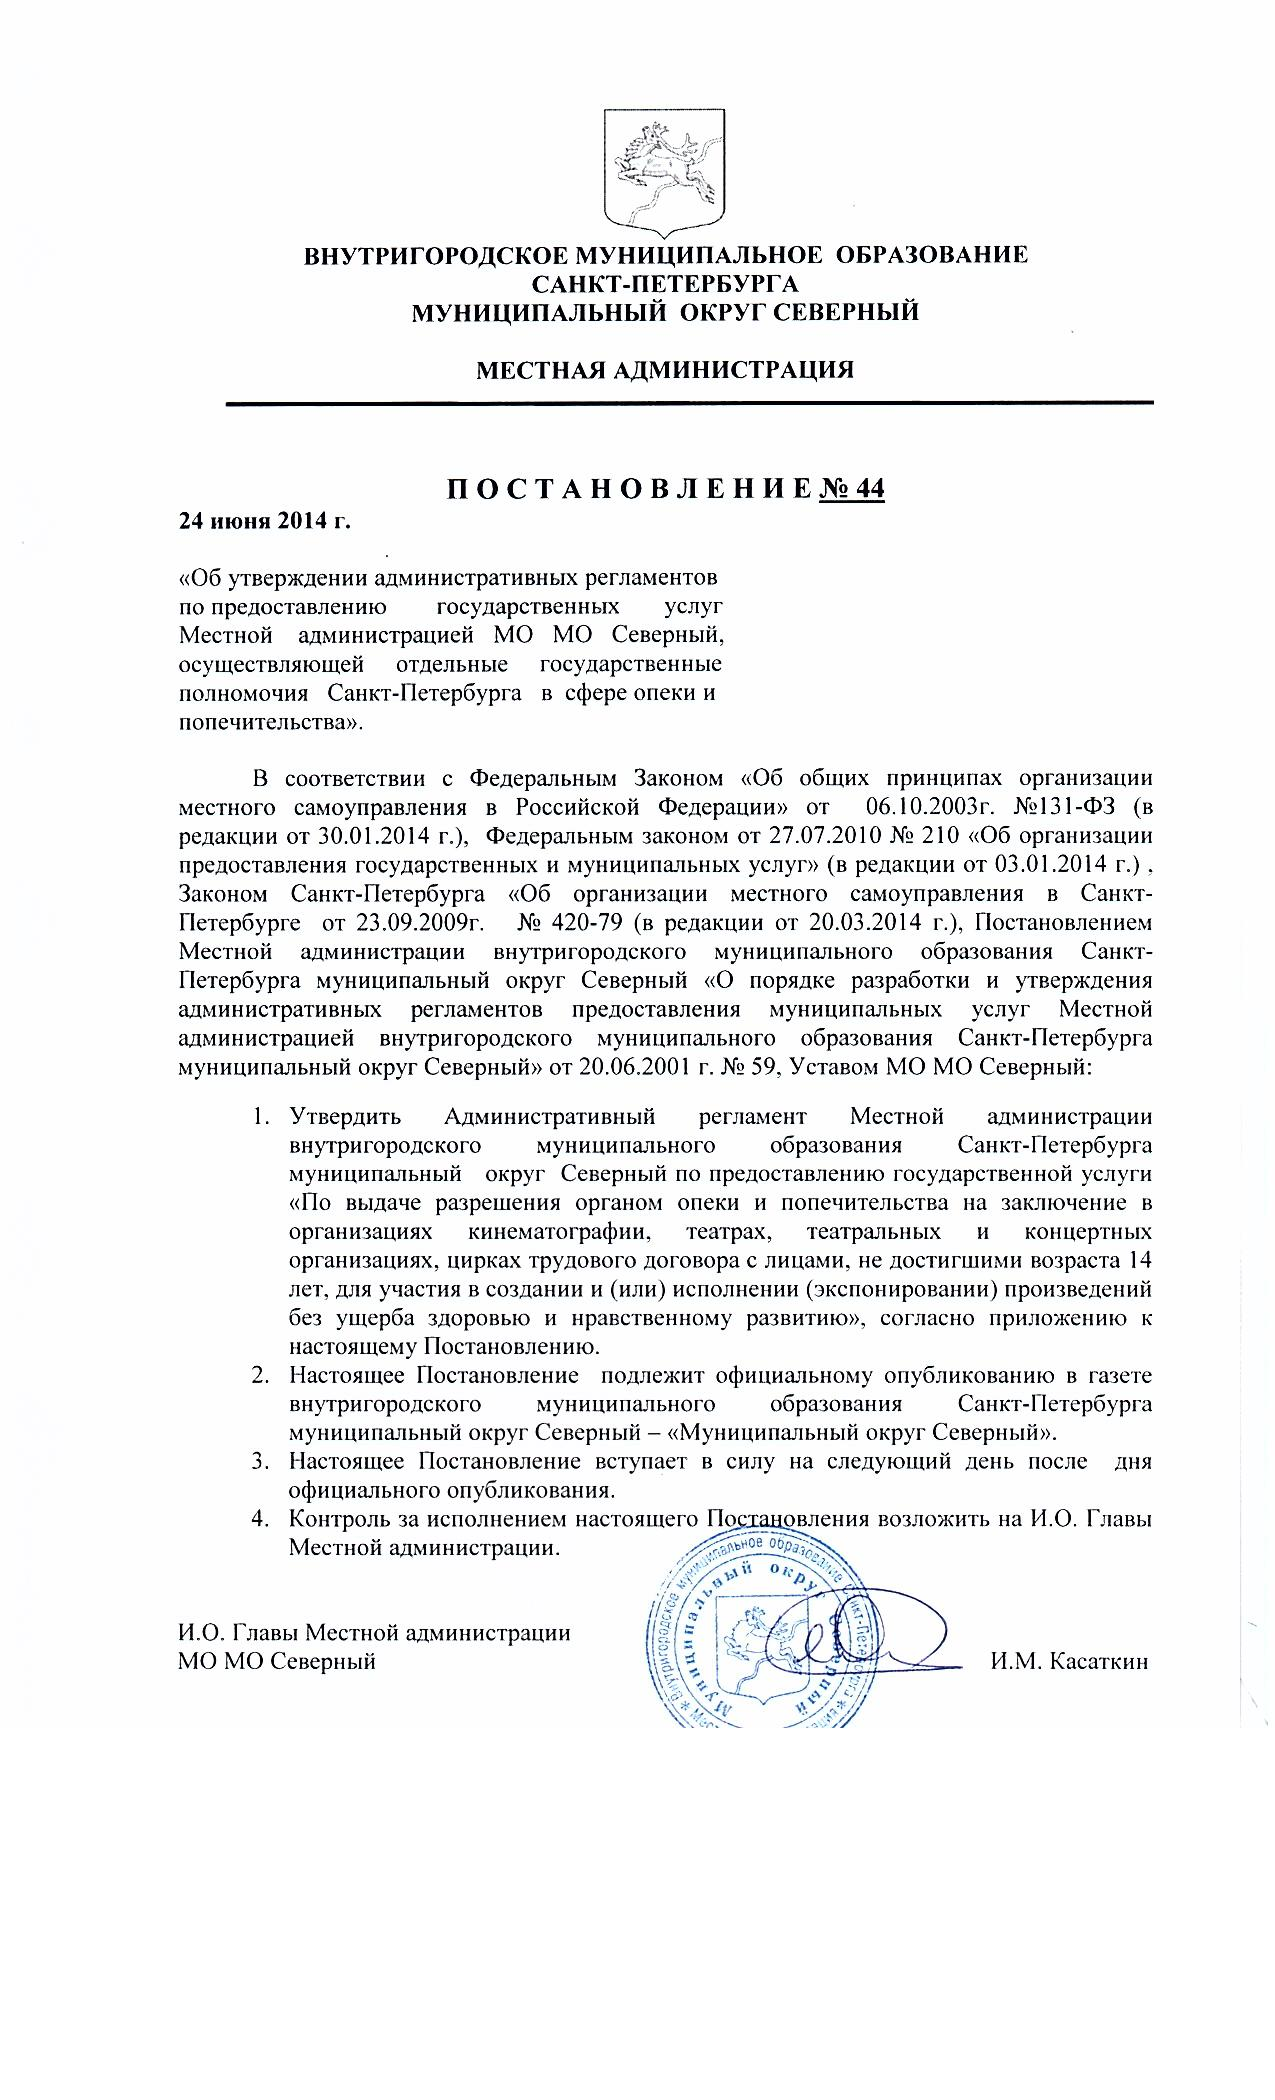 ВНУТРИГОРОДСКОЕ МУНИЦИПАЛЬНОЕ ОБРАЗОВАНИЕ
САНКТ-ПЕТЕРБУРГА
МУНИЦИПАЛЬНЫЙ ОКРУГ СЕВЕРНЫЙ
МЕСТНАЯ АДМИНИСТРАЦИЯ
П О С Т А Н О В Л Е Н И Е № 44
24 июня 2014 г.
«Об утверждении административных регламентов
по предоставлению государственных услуг
Местной администрацией МО МО Северный,
осуществляющей отдельные государственные
полномочия Санкт-Петербурга в сфере опеки и
попечительства».
В соответствии с Федеральным Законом «Об общих принципах организации
местного самоуправления в Российской Федерации» от 06.10.2003г. №131-ФЗ (в
редакции от 30.01.2014 г.), Федеральным законом от 27.07.2010 № 210 «Об организации
предоставления государственных и муниципальных услуг» (в редакции от 03.01.2014 г.) ,
Законом Санкт-Петербурга «Об организации местного самоуправления в Санкт-
Петербурге от 23.09.2009г. № 420-79 (в редакции от 20.03.2014 г.), Постановлением
Местной администрации внутригородского муниципального образования Санкт-
Петербурга муниципальный округ Северный «О порядке разработки и утверждения
административных регламентов предоставления муниципальных услуг Местной
администрацией внутригородского муниципального образования Санкт-Петербурга
муниципальный округ Северный» от 20.06.2001 г. № 59, Уставом МО МО Северный:
1. Утвердить Административный регламент Местной администрации
внутригородского муниципального образования Санкт-Петербурга
муниципальный округ Северный по предоставлению государственной услуги
«По выдаче разрешения органом опеки и попечительства на заключение в
организациях кинематографии, театрах, театральных и концертных
организациях, цирках трудового договора с лицами, не достигшими возраста 14
лет, для участия в создании и (или) исполнении (экспонировании) произведений
без ущерба здоровью и нравственному развитию», согласно приложению к
настоящему Постановлению.
2. Настоящее Постановление подлежит официальному опубликованию в газете
внутригородского муниципального образования Санкт-Петербурга
муниципальный округ Северный – «Муниципальный округ Северный».
3. Настоящее Постановление вступает в силу на следующий день после дня
официального опубликования.
4. Контроль за исполнением настоящего Постановления возложить на И.О. Главы
Местной администрации.
И.О. Главы Местной администрации
МО МО Северный И.М. Касаткин
Внутригородское муниципальное образование Санкт-Петербурга
Муниципальный округ Северный